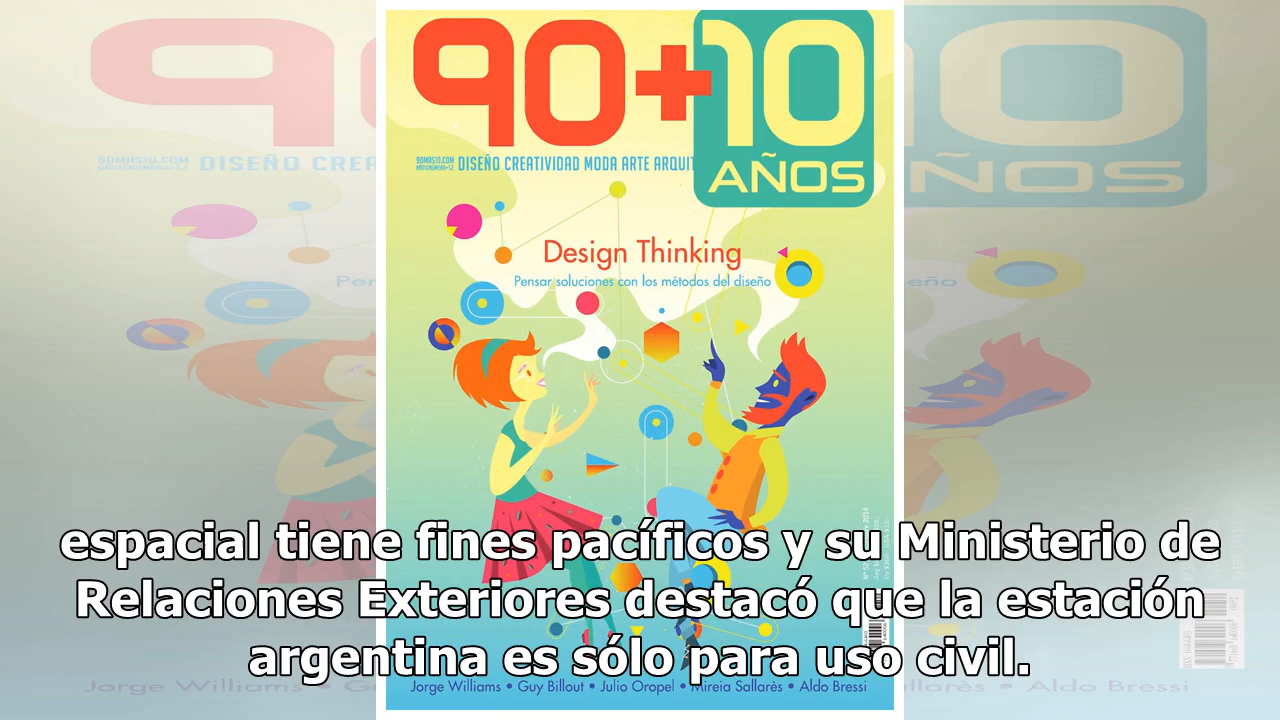 90+10
AÑOS
90MAS10.COM
DISEÑO CREATIVIDAD MODA ARTE ARQUIT
Design Thinking
Pensar soluciones con los métodos del diseño
espacial tiene fines pacíficos y su Ministerio de
Relaciones Exteriores destacó que la estación
argentina es sólo para uso civil.
Jorge Williams • Guy Billout • Julio Oropel • Mireia Sallarès • Aldo Bressi